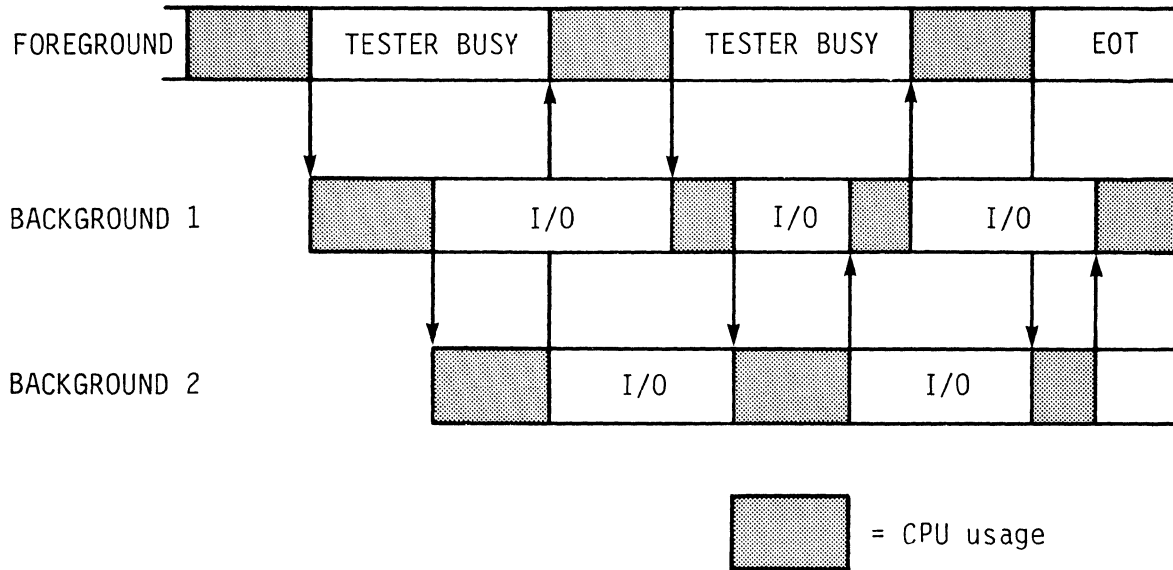 FOREGROUND TESTER BUSY TESTER BUSY EOT
BACKGROUND 1 I/O I/O I/O
BACKGROUND 2 I/O I/O
= CPU usage